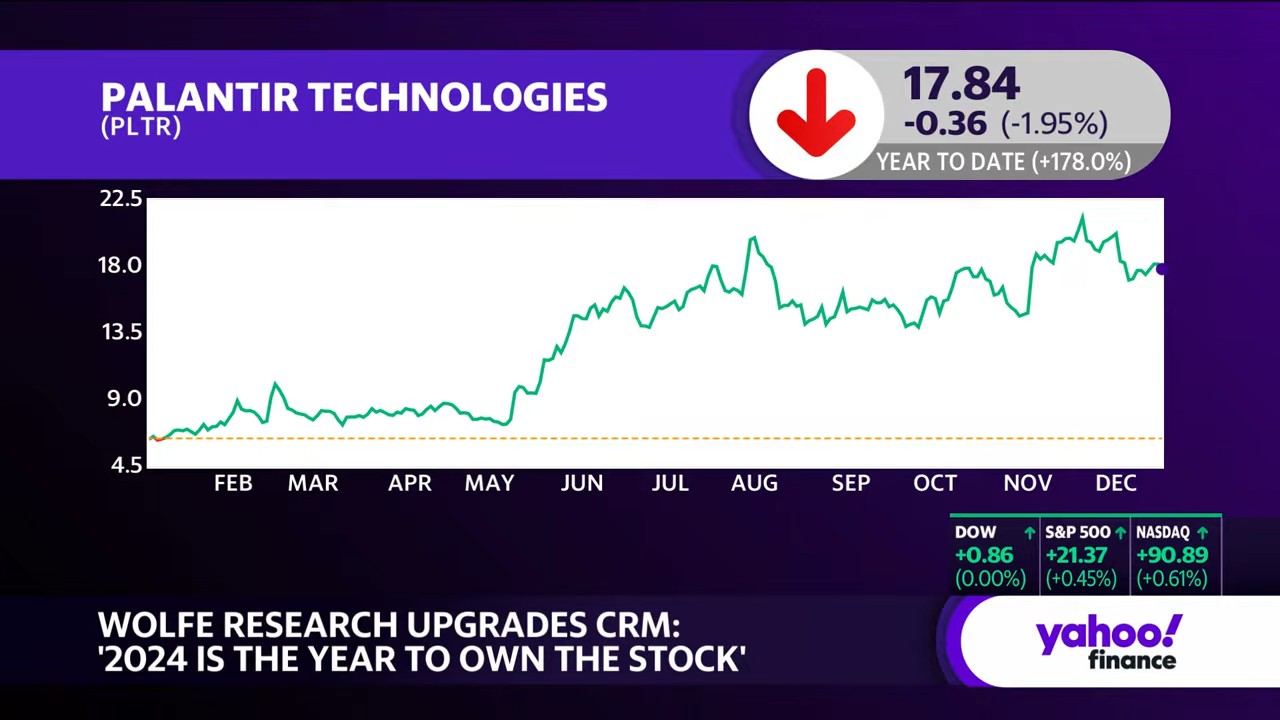 PALANTIR TECHNOLOGIES
(PLTR)
17.84
-0.36 (-1.95%)
YEAR TO DATE (+178.0%)
22.5
18.0
13.5
9.0
4.5
FEB MAR APR MAY JUN JUL AUG SEP OCT NOV DEC
DOW S&P 500 NASDAQ
+0.86 +21.37 +90.89
(0.00%) (+0.45%) (+0.61%)
WOLFE RESEARCH UPGRADES CRM:
'2024 IS THE YEAR TO OWN THE STOCK'
yahoo!
finance